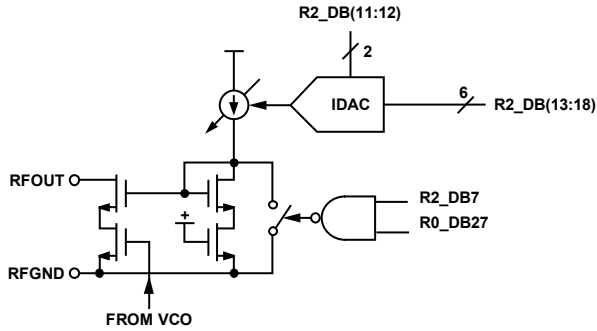 R2_DB(11:12)
2
IDAC
6
R2_DB(13:18)
RFOUT
R2_DB7
+
R0_DB27
RFGND
FROM VCO